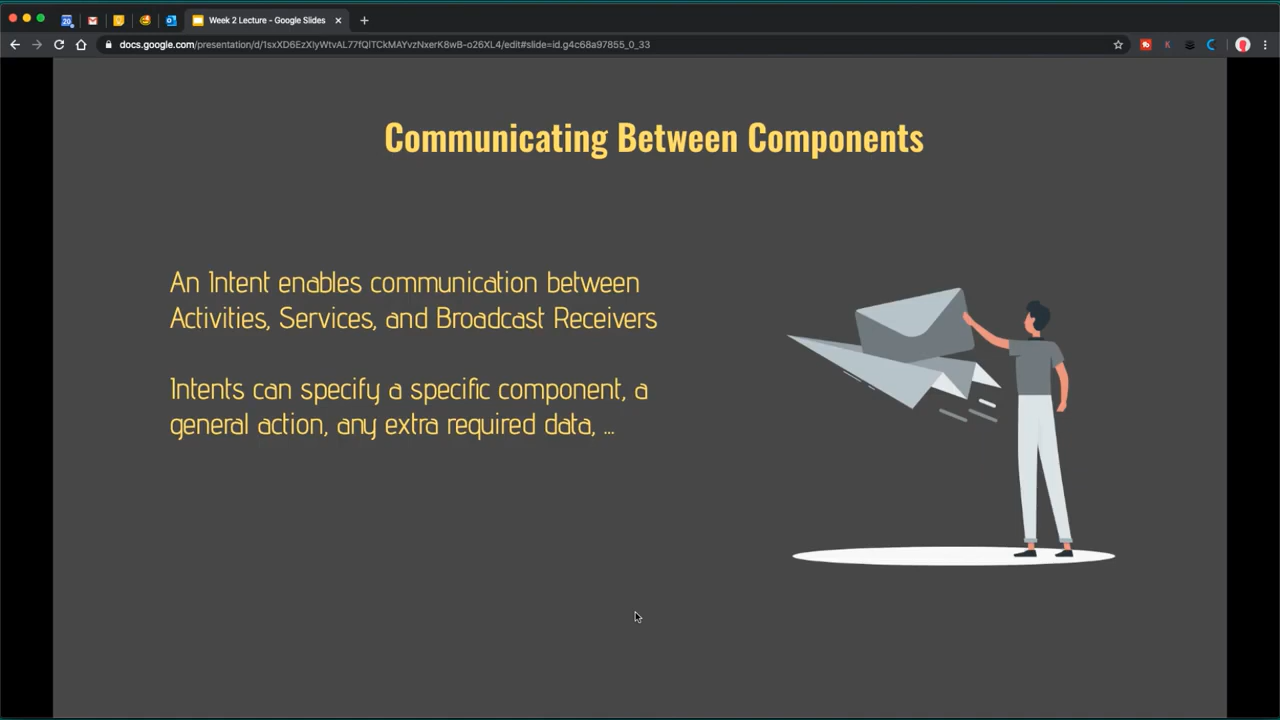 20
Week 2 Lecture - Google Slides
docs.google.com/presentation/d/1sxXD6EzXlyWtvAL77fQlTCkMAYvzNxerK8wB-o26XL4/edit#slide=id.g4c68a97855_0_33
K
Communicating Between Components
An Intent enables communication between
Activities, Services, and Broadcast Receivers
Intents can specify a specific component, a
general action, any extra required data, ...